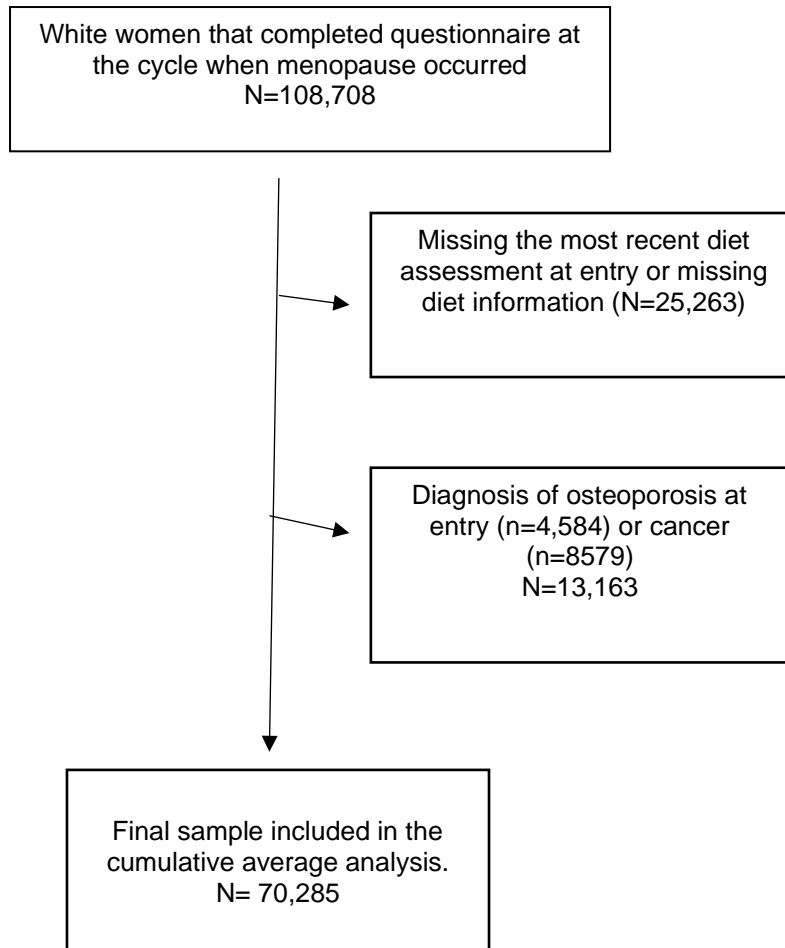 White women that completed questionnaire at
the cycle when menopause occurred
N=108,708
Missing the most recent diet
assessment at entry or missing
diet information (N=25,263)
Diagnosis of osteoporosis at
entry (n=4,584) or cancer
(n=8579)
N=13,163
Final sample included in the
cumulative average analysis.
N= 70,285